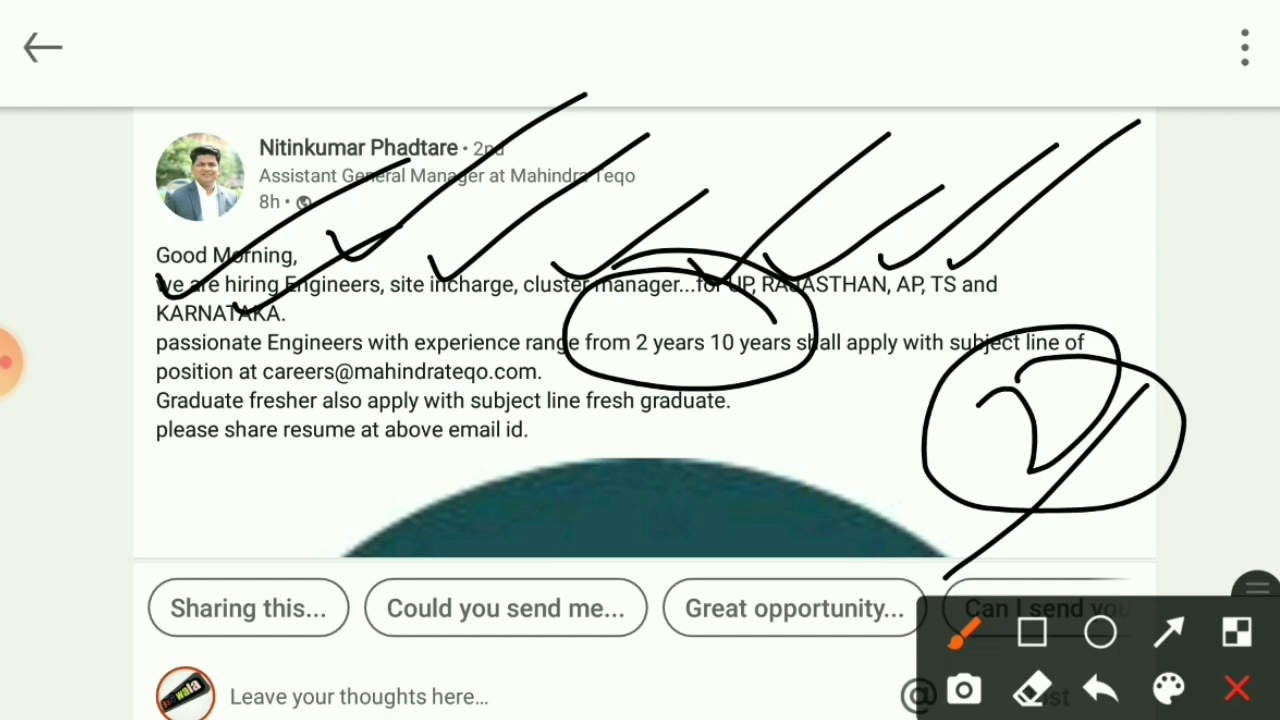 Nitinkumar Phadtare • 2nd
Assistant General Manager at Mahindra Teqo
8h •
Good Morning,
we are hiring Engineers, site incharge, cluster manager...for UP, RAJASTHAN, AP, TS and
KARNATAKA.
passionate Engineers with experience range from 2 years 10 years shall apply with subject line of
position at careers@mahindrateqo.com.
Graduate fresher also apply with subject line fresh graduate.
please share resume at above email id.
Sharing this... Could you send me... Great opportunity... Can I send you
Leave your thoughts here... @